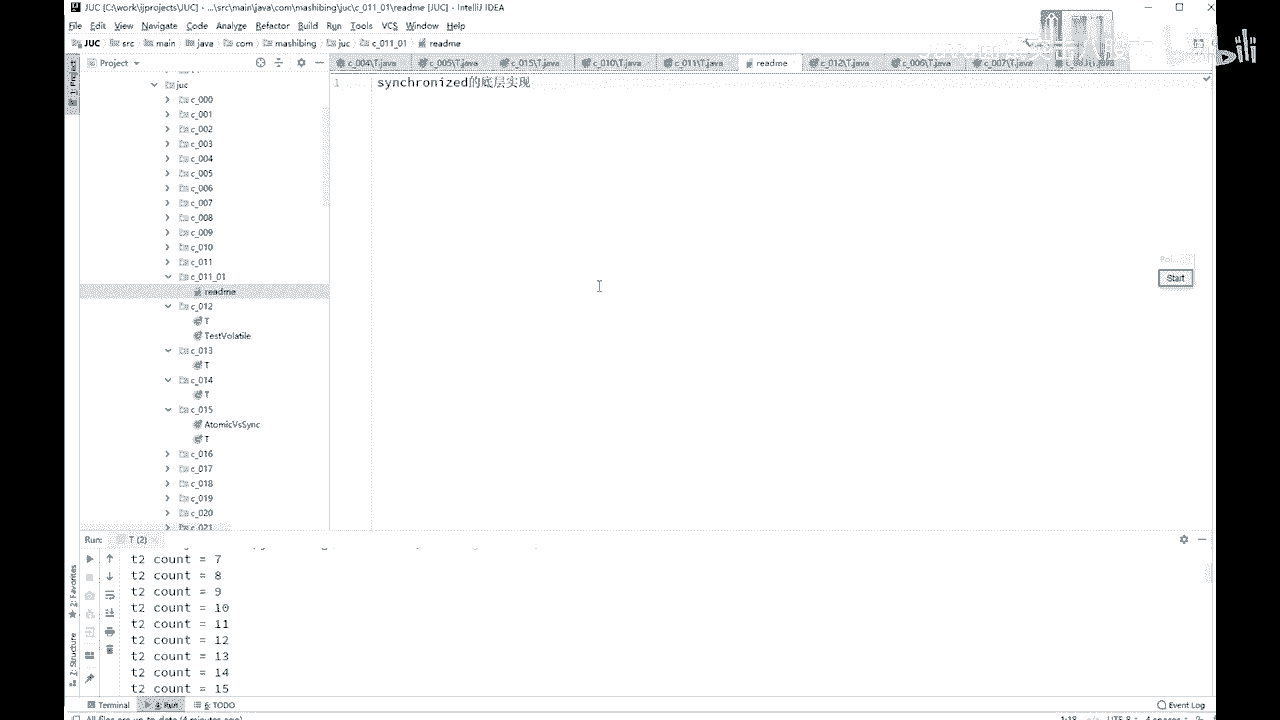 JUC [C:\work\ijprojects\JUC] - ...\src\main\java\com\mashibing\juc\c_011_01\readme [JUC] - IntelliJ IDEA
File Edit View Navigate Code Analyze Refactor Build Run Tools VCS Window Help
JUC src main java com mashibing juc c_011_01 readme
1: Project
Project
c_004\T.java c_005\T.java c_015\T.java c_010\T.java c_011\T.java readme c_012\T.java c_006\T.java c_007\T.java
1 synchronized的底层实现
juc
c_000
c_001
c_002
c_003
c_004
c_005
c_006
c_007
c_008
c_009
c_010
c_011
c_011_01
readme
c_012
T
TestVolatile
c_013
T
c_014
T
c_015
AtomicVsSync
T
c_016
c_017
c_018
c_019
c_020
c_021
Start
Run: T (2)
t2 count = 7
t2 count = 8
t2 count = 9
t2 count = 10
t2 count = 11
t2 count = 12
t2 count = 13
t2 count = 14
t2 count = 15
2: Favorites
Z: Structure
Terminal 4: Run 6: TODO Event Log
All files are up-to-date (4 minutes ago) 1:18 UTF-8 4 spaces